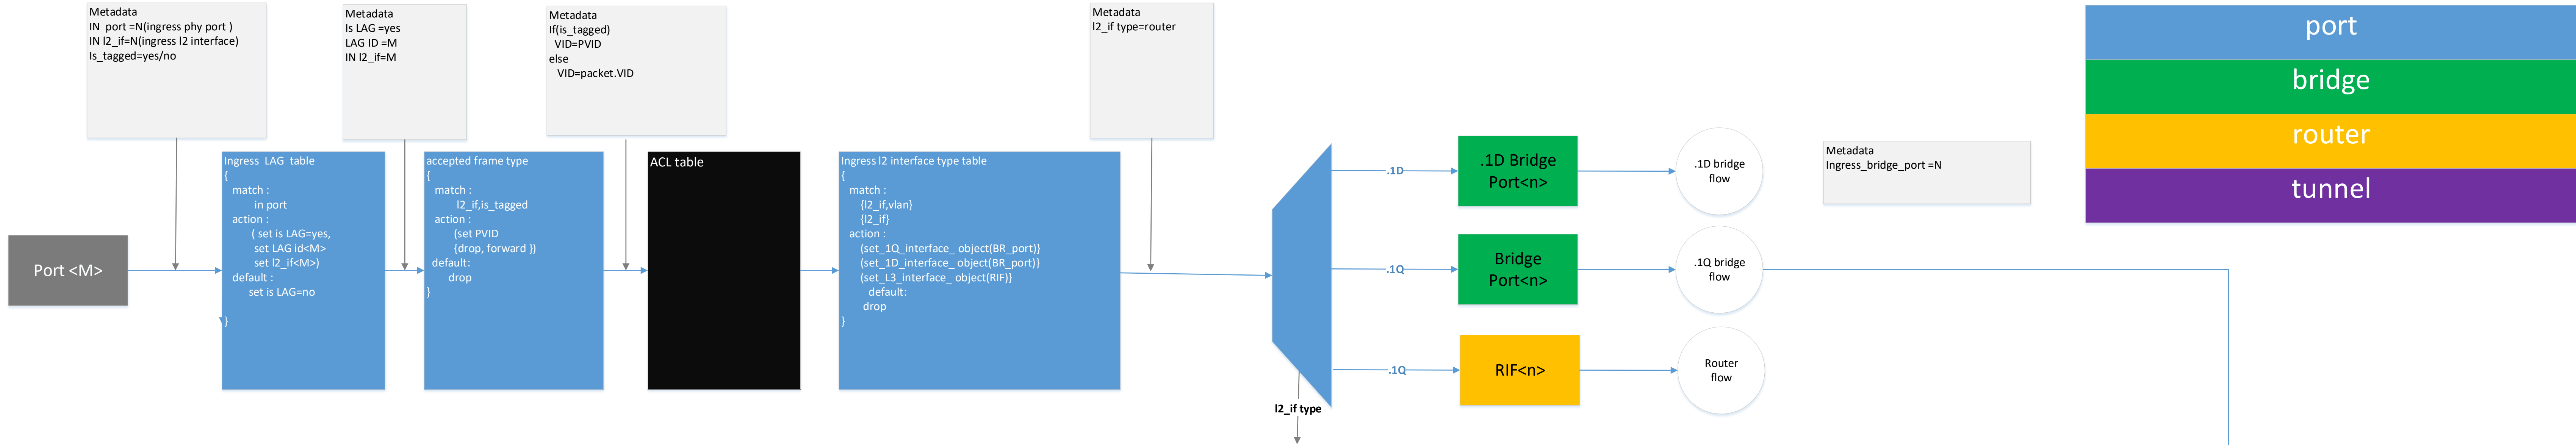 Metadata
IN  port =N(ingress phy port )
IN l2_if=N(ingress l2 interface)
Is_tagged=yes/no
Metadata
Is LAG =yes
LAG ID =M
IN l2_if=M
Metadata
If(is_tagged)
VID=PVID
else
VID=packet.VID
Metadata
l2_if type=router
port
bridge
router
tunnel
Port <M>
Ingress  LAG  table
{
match :
in port
action :
( set is LAG=yes,
set LAG id<M>
set l2_if<M>)
default :
set is LAG=no
}
accepted frame type
{
match :
l2_if,is_tagged
action :
(set PVID
{drop, forward })
default:
drop
}
ACL table
Ingress l2 interface type table
{
match :
{l2_if,vlan}
{l2_if}
action :
(set_1Q_interface_ object(BR_port)}
(set_1D_interface_ object(BR_port)}
(set_L3_interface_ object(RIF)}
default:
drop
}
l2_if type
.1D
.1D Bridge
Port<n>
.1D bridge
flow
.1Q
Bridge
Port<n>
.1Q bridge
flow
.1Q
RIF<n>
Router
flow
Metadata
Ingress_bridge_port =N